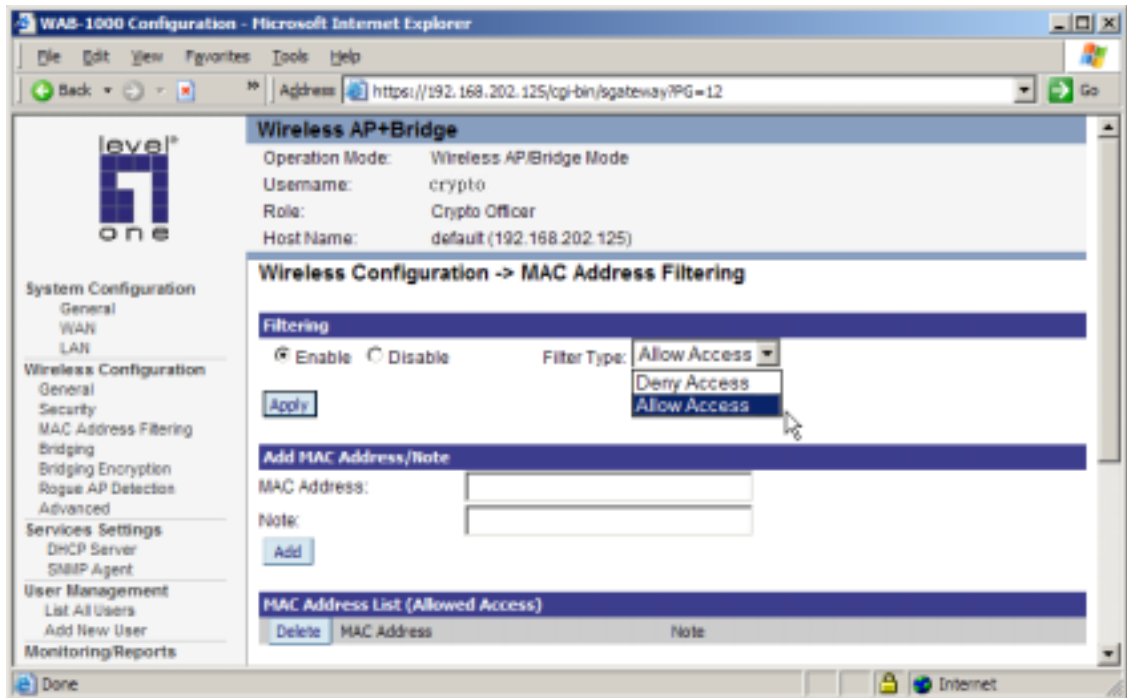 WAB-1000 Configuration - Microsoft Internet Explorer
File Edit View Favorites Tools Help
Back Address https://192.168.202.125/cgi-bin/sgateway?PG=12 Go
level®
one
Wireless AP+Bridge
Operation Mode: Wireless AP/Bridge Mode
Username: crypto
Role: Crypto Officer
Host Name: default (192.168.202.125)
System Configuration
General
WAN
LAN
Wireless Configuration
General
Security
MAC Address Filtering
Bridging
Bridging Encryption
Rogue AP Detection
Advanced
Services Settings
DHCP Server
SNMP Agent
User Management
List All Users
Add New User
Monitoring/Reports
Wireless Configuration -> MAC Address Filtering
Filtering
Enable Disable Filter Type: Allow Access
Deny Access
Allow Access
Apply
Add MAC Address/Note
MAC Address:
Note:
Add
MAC Address List (Allowed Access)
Delete MAC Address Note
Done Internet